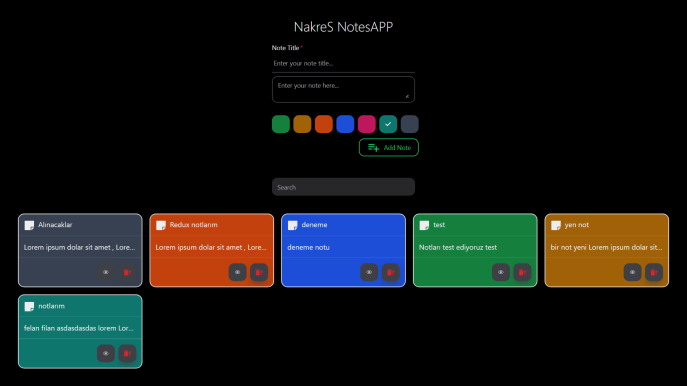 NakreS NotesAPP
Note Title *
Enter your note title...
Enter your note here...
Add Note
Search
Alınacaklar
Lorem ipsum dolar sit amet , Lore...
Redux notlarım
Lorem ipsum dolar sit amet , Lore...
deneme
deneme notu
test
Notları test ediyoruz test
yen not
bir not yeni Lorem ipsum dolar sit...
notlarım
felan filan asdasdasdas lorem Lor...